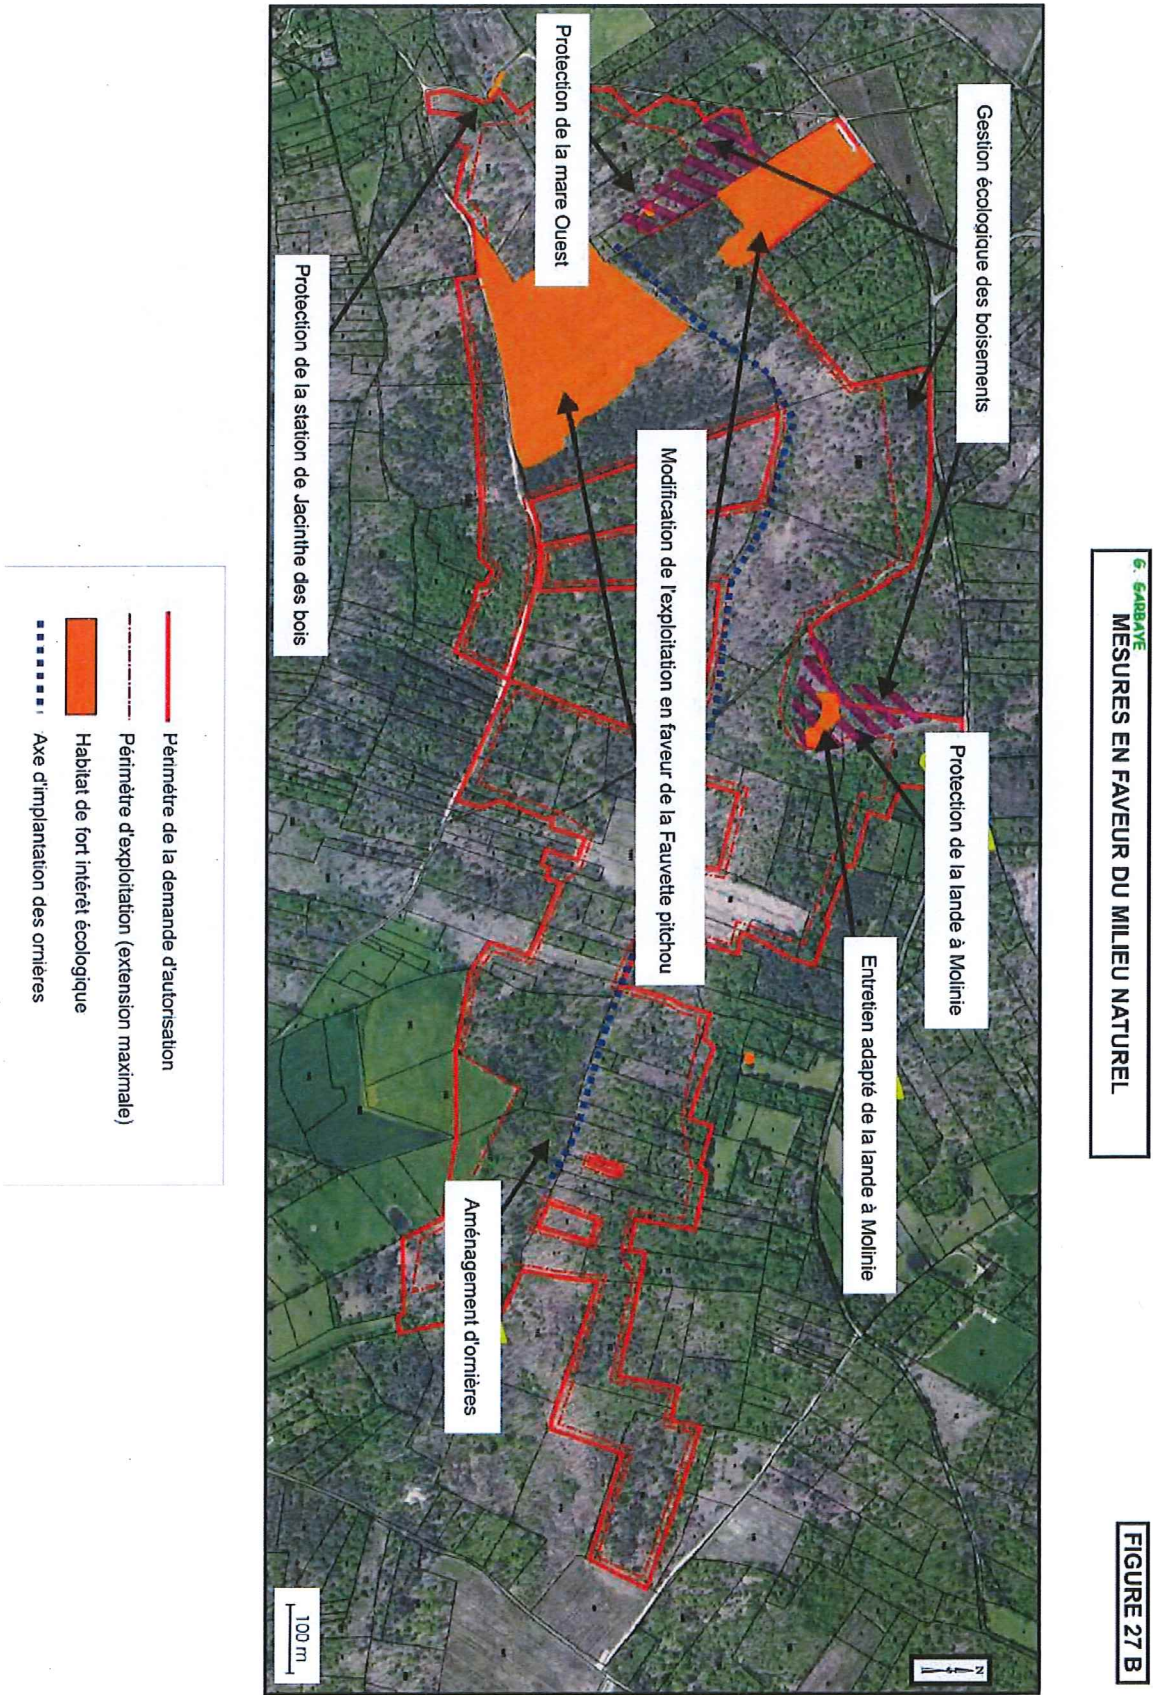 G. GARBAYE
MESURES EN FAVEUR DU MILIEU NATUREL
FIGURE 27 B
Gestion écologique des boisements
Protection de la lande à Molinie
Entretien adapté de la lande à Molinie
Protection de la mare Ouest
Modification de l'exploitation en faveur de la Fauvette pitchou
Aménagement d'ornières
Protection de la station de Jacinthe des bois
N
100 m
Périmètre de la demande d'autorisation
Périmètre d'exploitation (extension maximale)
Habitat de fort intérêt écologique
Axe d'implantation des ornières